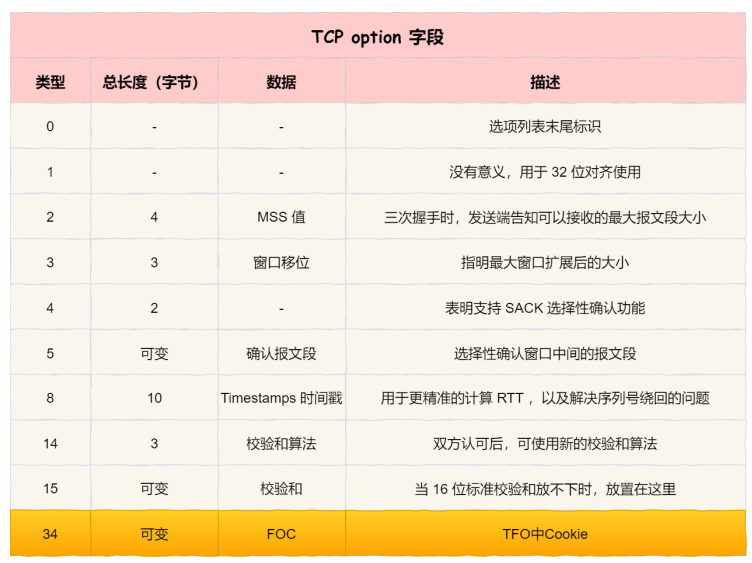 TCP option 字段
类型 总长度（字节） 数据 描述
0 - - 选项列表末尾标识
1 - - 没有意义，用于 32 位对齐使用
2 4 MSS 值 三次握手时，发送端告知可以接收的最大报文段大小
3 3 窗口移位 指明最大窗口扩展后的大小
4 2 - 表明支持 SACK 选择性确认功能
5 可变 确认报文段 选择性确认窗口中间的报文段
8 10 Timestamps 时间戳 用于更精准的计算 RTT ，以及解决序列号绕回的问题
14 3 校验和算法 双方认可后，可使用新的校验和算法
15 可变 校验和 当 16 位标准校验和放不下时，放置在这里
34 可变 FOC TFO中Cookie